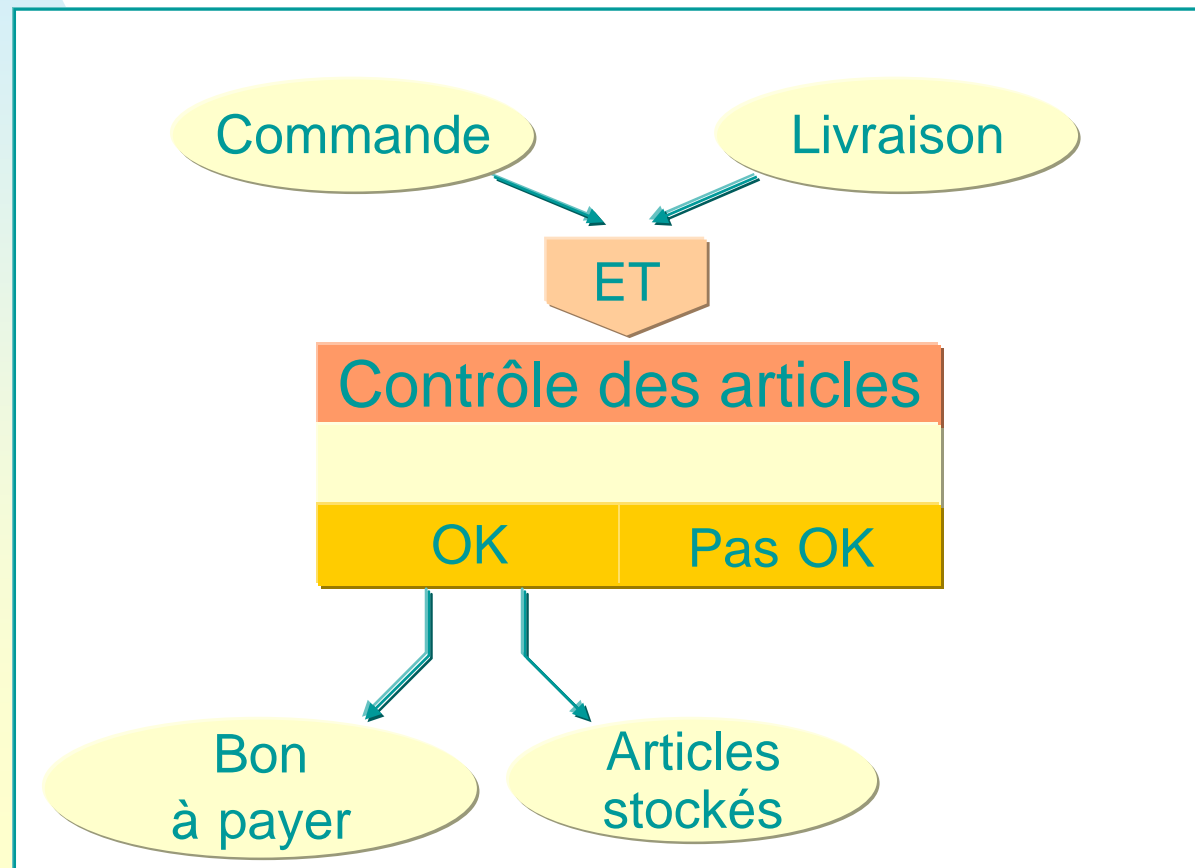 Commande
Livraison
ET
Contrôle des articles
OK
Pas OK
Bon
à payer
Articles
stockés